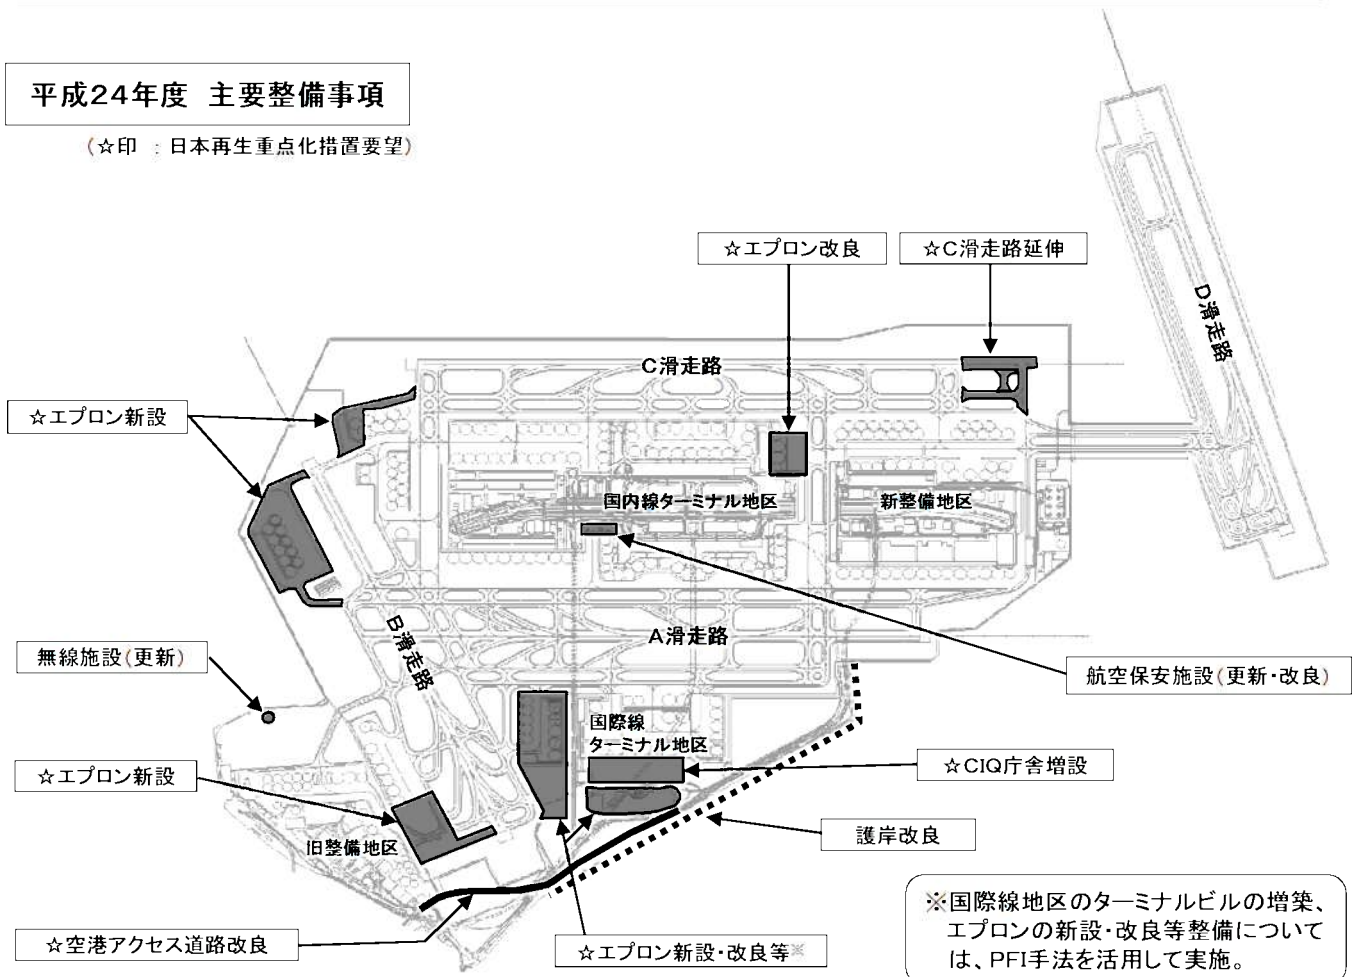 平成24年度 主要整備事項
(☆印 : 日本再生重点化措置要望)
☆エプロン改良
☆C滑走路延伸
D滑走路
C滑走路
☆エプロン新設
国内線ターミナル地区
新整備地区
B滑走路
A滑走路
無線施設(更新)
航空保安施設(更新・改良)
国際線
ターミナル地区
☆CIQ庁舎増設
☆エプロン新設
護岸改良
旧整備地区
☆空港アクセス道路改良
☆エプロン新設・改良等※
※国際線地区のターミナルビルの増築、
エプロンの新設・改良等整備について
は、PFI手法を活用して実施。